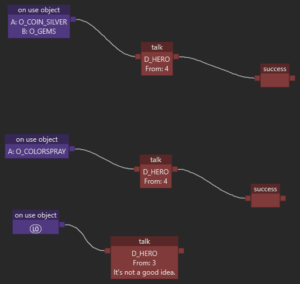 on use object
A: O_COIN_SILVER
B: O_GEMS
talk
D_HERO
From: 4
success
on use object
A: O_COLORSPRAY
talk
D_HERO
From: 4
success
on use object
talk
D_HERO
From: 3
It's not a good idea.